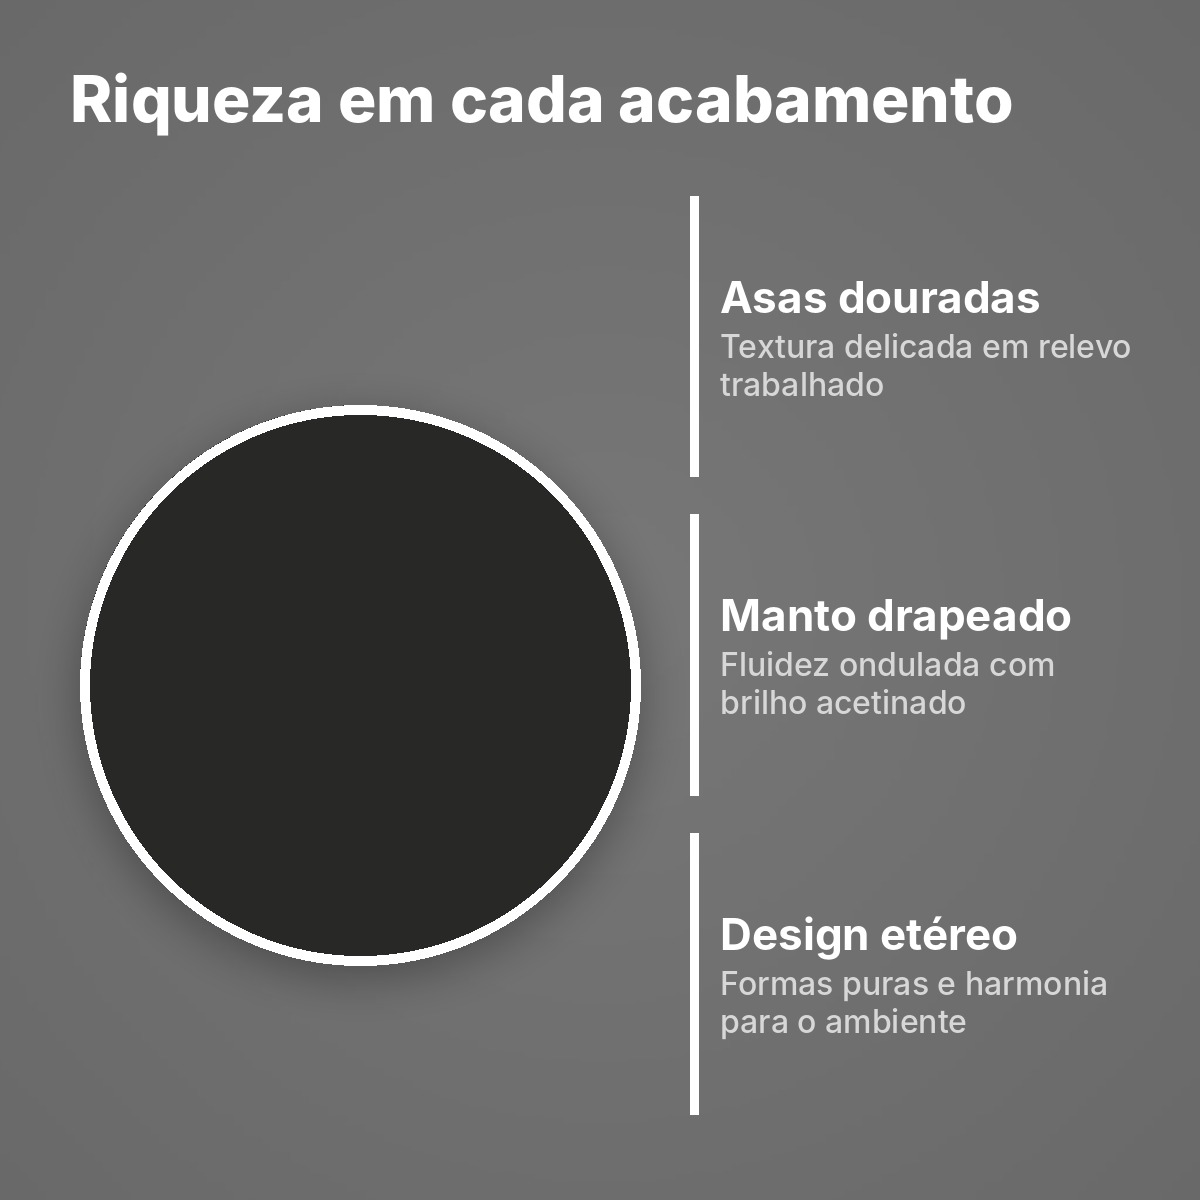 Riqueza em cada acabamento
Asas douradas
Textura delicada em relevo
trabalhado
Manto drapeado
Fluidez ondulada com
brilho acetinado
Design etéreo
Formas puras e harmonia
para o ambiente